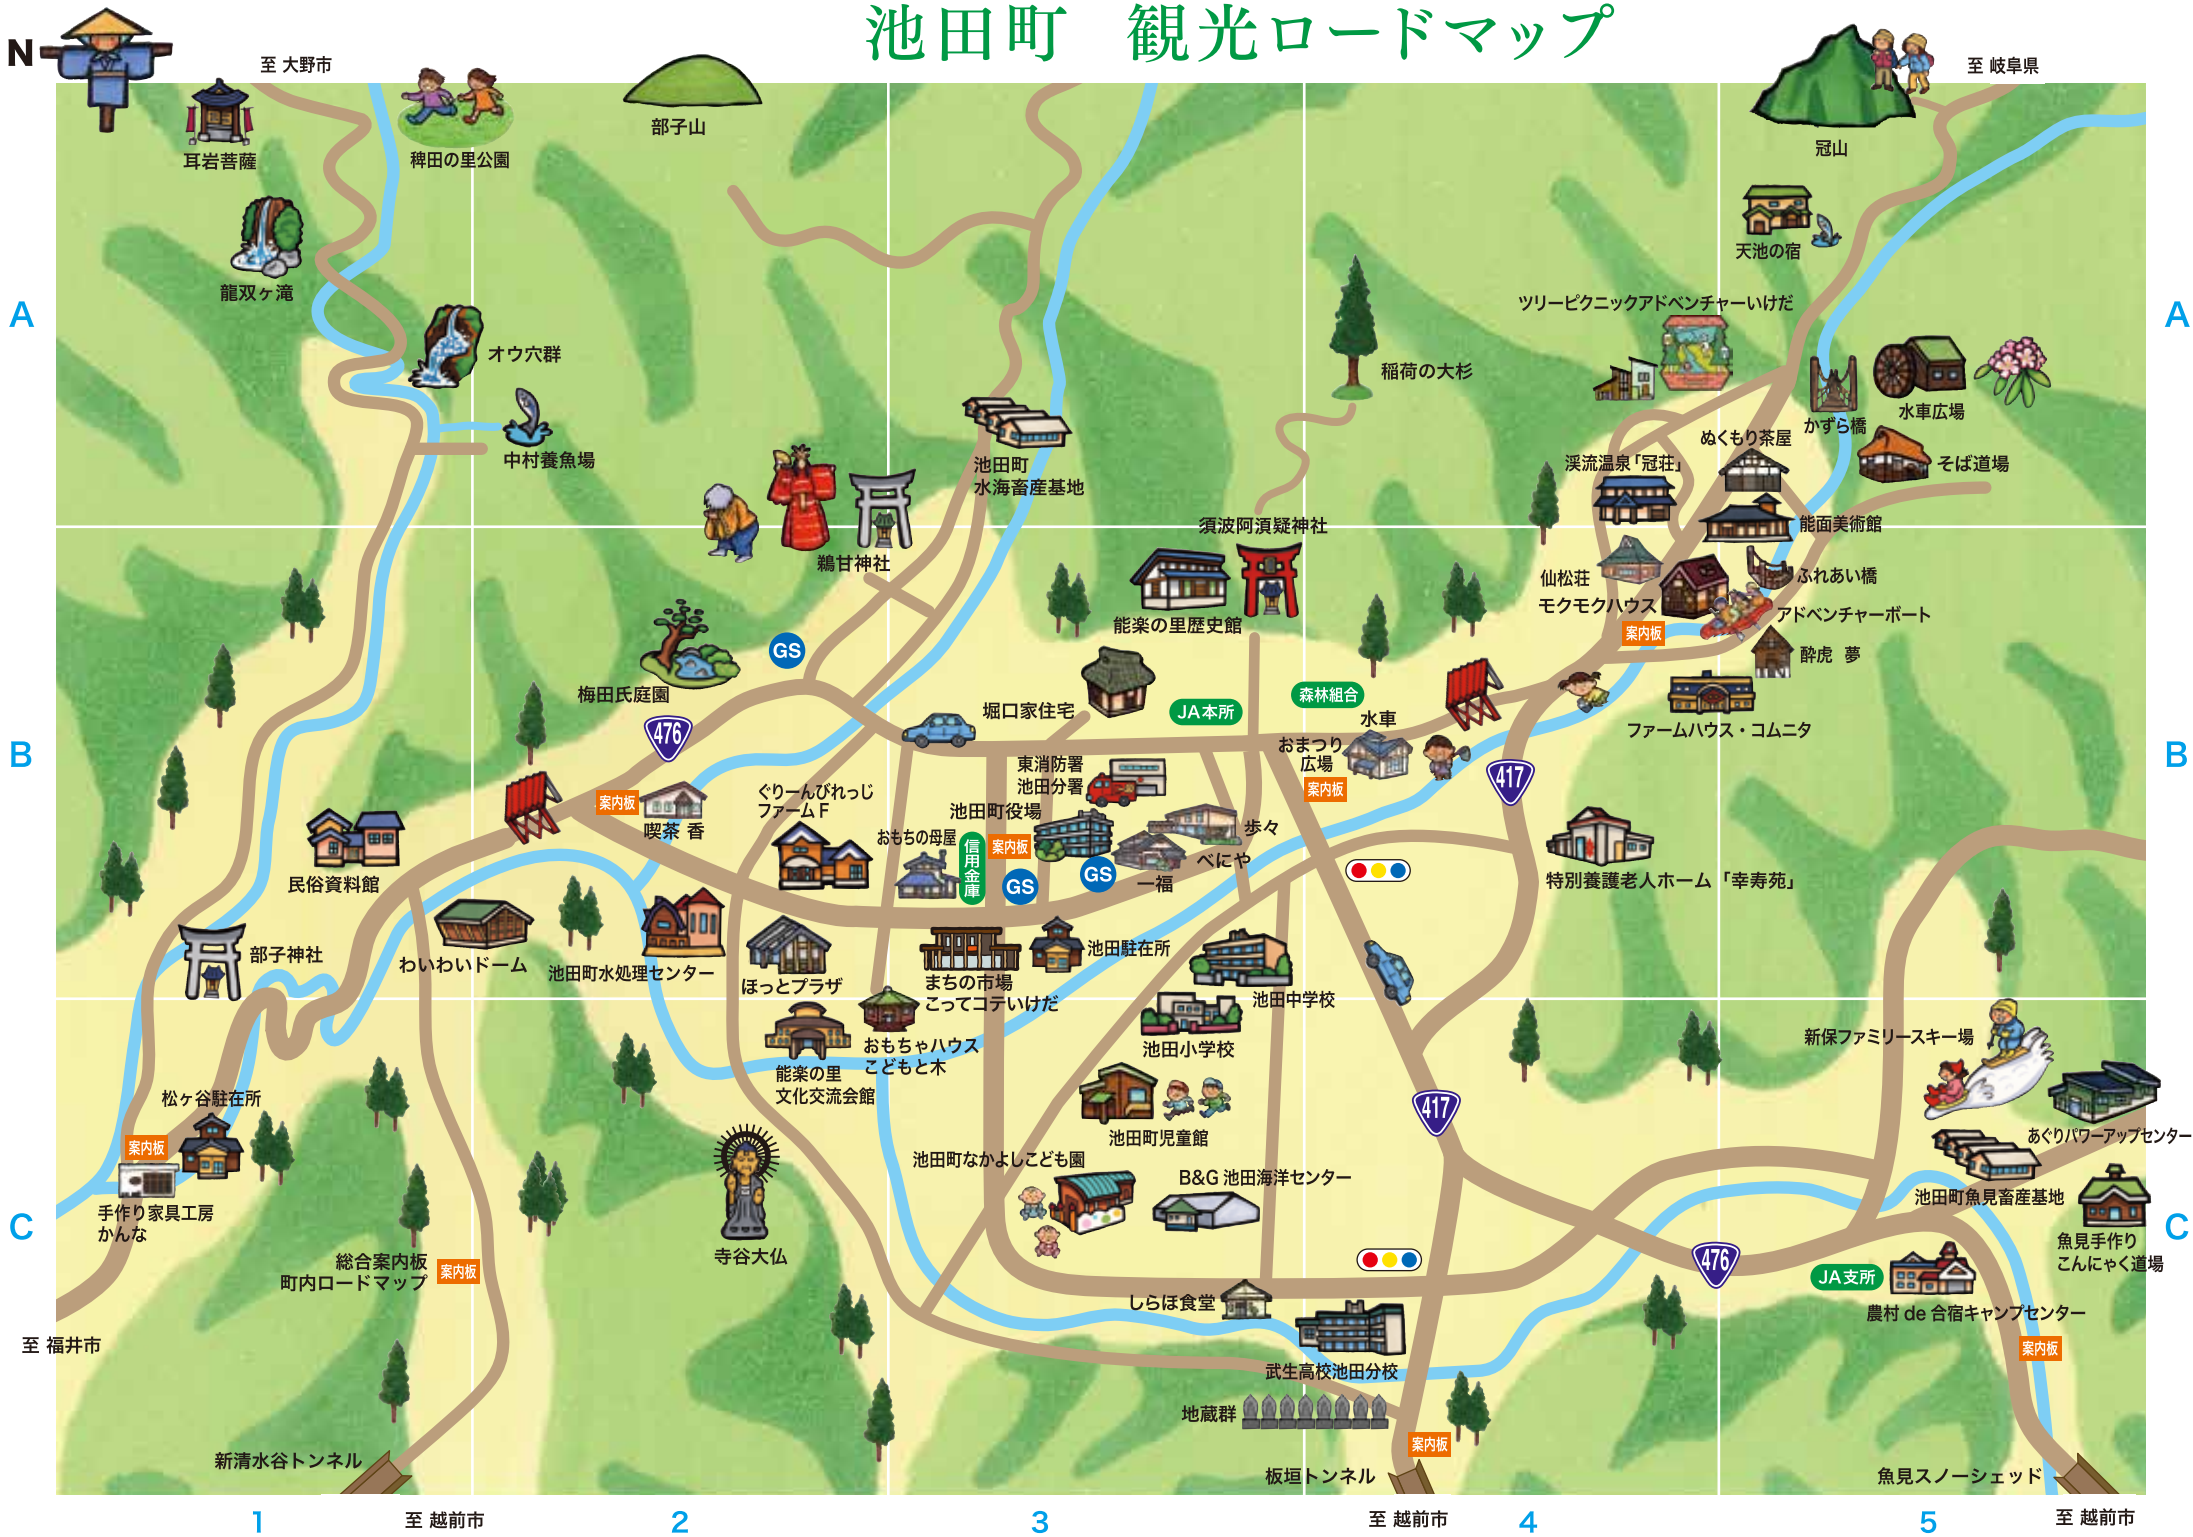 池田町 観光ロードマップ
N
至 大野市
至 岐阜県
耳岩菩薩
稗田の里公園
部子山
冠山
龍双ヶ滝
天池の宿
A
A
ツリーピクニックアドベンチャーいけだ
オウ穴群
稲荷の大杉
かずら橋
水車広場
中村養魚場
池田町
水海畜産基地
ぬくもり茶屋
渓流温泉「冠荘」
そば道場
須波阿須疑神社
能面美術館
鵜甘神社
仙松荘
ふれあい橋
モクモクハウス
アドベンチャーボート
能楽の里歴史館
案内板
酔虎 夢
GS
梅田氏庭園
堀口家住宅
JA本所
森林組合
水車
ファームハウス・コムニタ
476
おまつり
広場
案内板
417
B
B
東消防署
池田分署
案内板
喫茶 香
ぐりーんびれっじ
ファームF
池田町役場
おもちの母屋
信用金庫
案内板
歩々
べにや
一福
GS
GS
民俗資料館
特別養護老人ホーム「幸寿苑」
部子神社
わいわいドーム
池田町水処理センター
ほっとプラザ
まちの市場
こってコテいけだ
池田駐在所
池田中学校
おもちゃハウス
こどもと木
池田小学校
新保ファミリースキー場
能楽の里
文化交流会館
松ヶ谷駐在所
案内板
417
あぐりパワーアップセンター
池田町児童館
池田町なかよしこども園
B&G 池田海洋センター
池田町魚見畜産基地
C
C
手作り家具工房
かんな
寺谷大仏
総合案内板
町内ロードマップ
案内板
476
JA支所
魚見手作り
こんにゃく道場
しらほ食堂
農村 de 合宿キャンプセンター
至 福井市
案内板
武生高校池田分校
地蔵群
案内板
新清水谷トンネル
板垣トンネル
魚見スノーシェッド
1
至 越前市
2
3
至 越前市
4
5
至 越前市